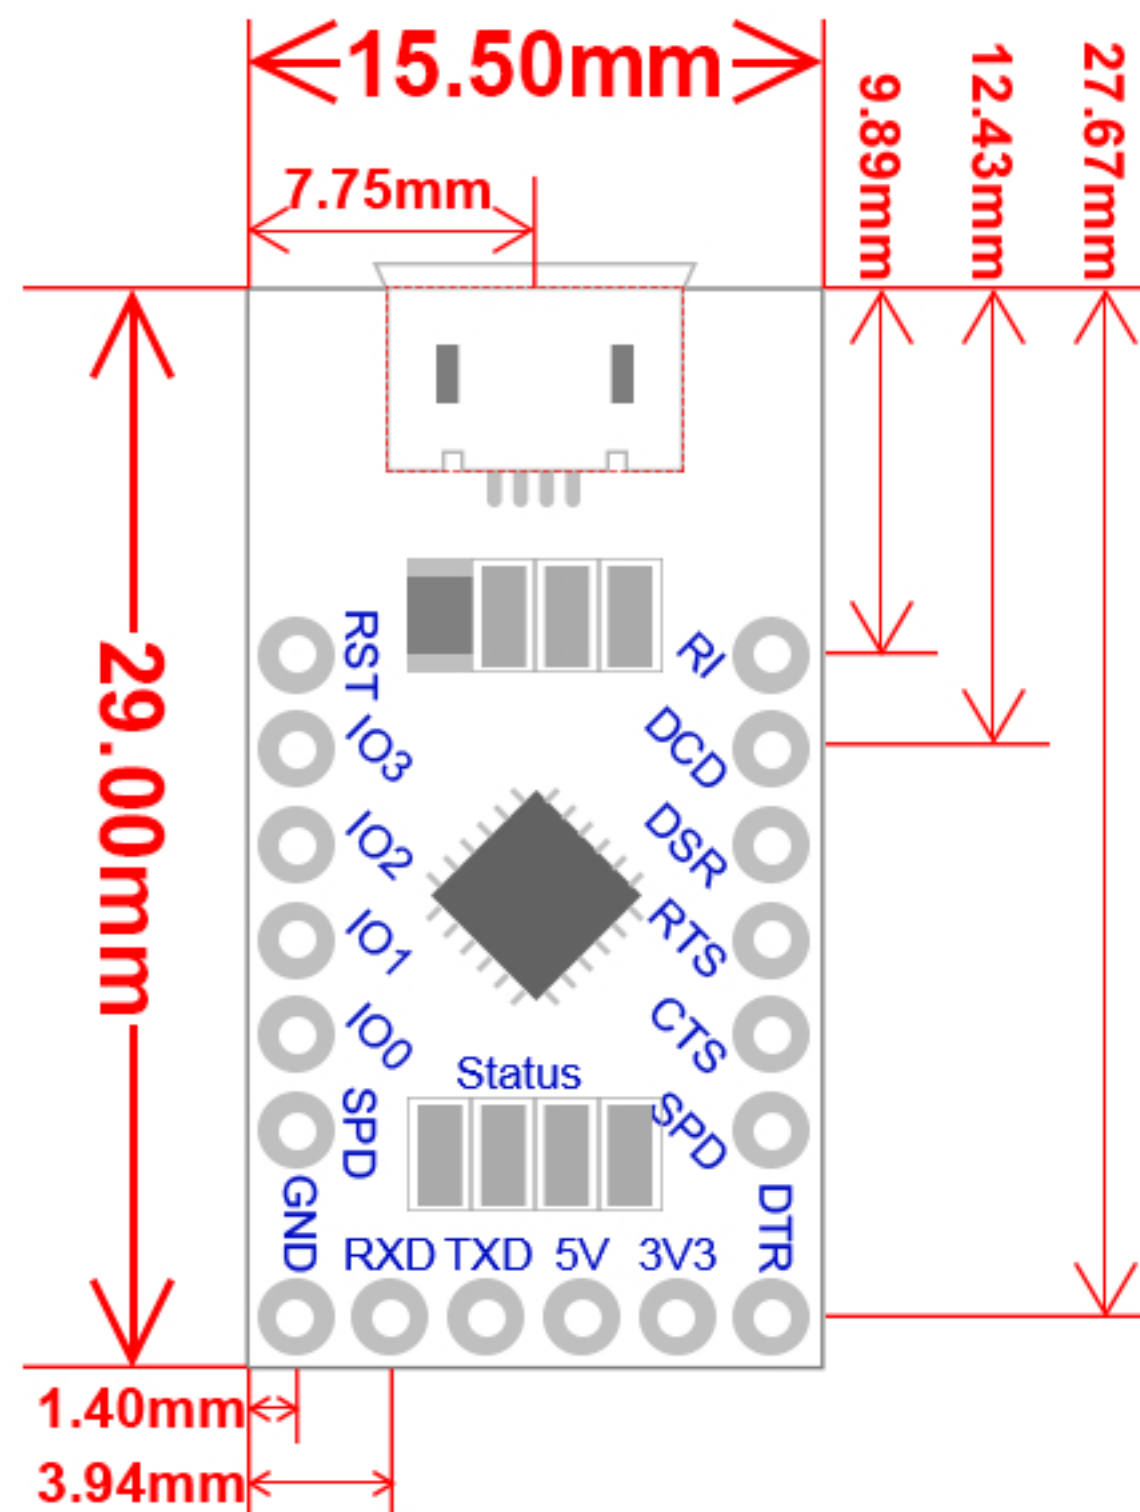 15.50mm
7.75mm
9.89mm
12.43mm
27.67mm
29.00mm
RST
RI
IO3
DCD
IO2
DSR
IO1
RTS
IO0
CTS
Status
SPD
SPD
GND
RXD TXD 5V 3V3
DTR
1.40mm
3.94mm